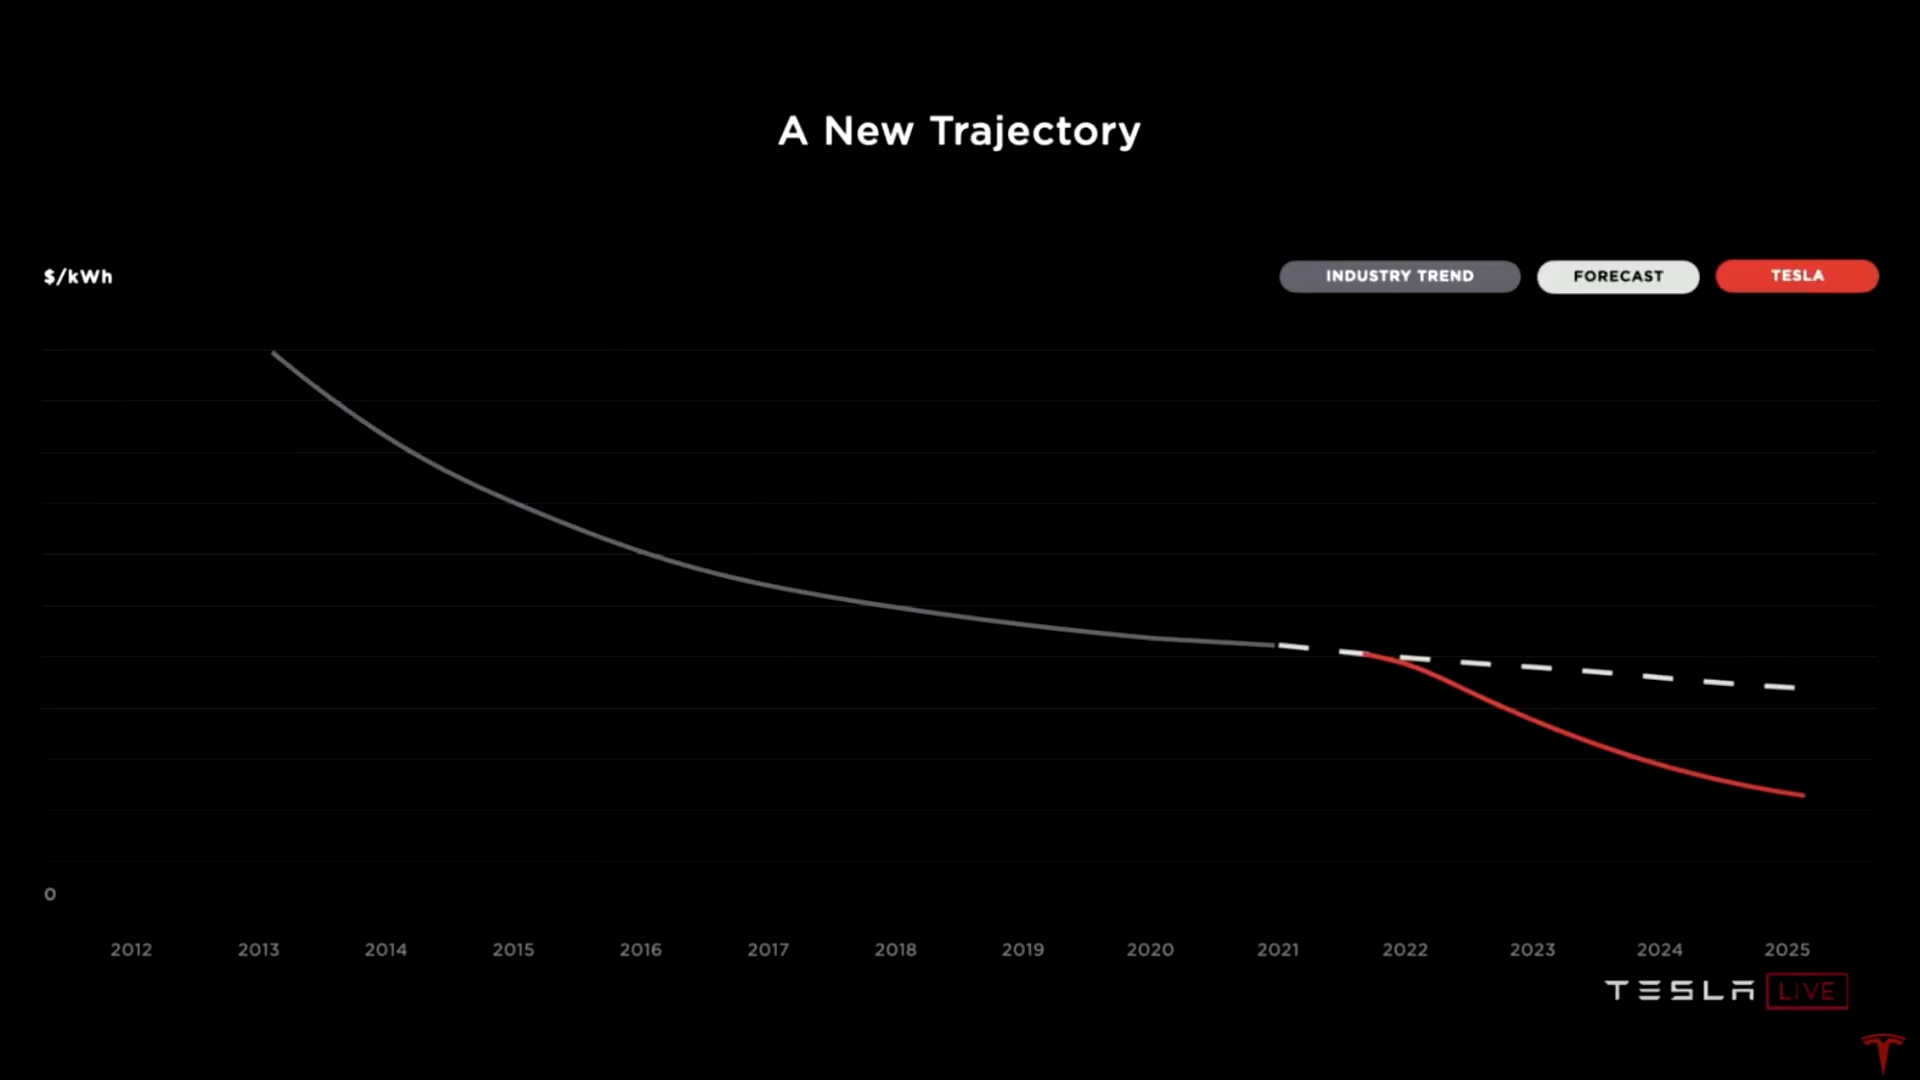 A New Trajectory
$/kWh
INDUSTRY TREND
FORECAST
TESLA
0
2012 2013 2014 2015 2016 2017 2018 2019 2020 2021 2022 2023 2024 2025
TESLA LIVE